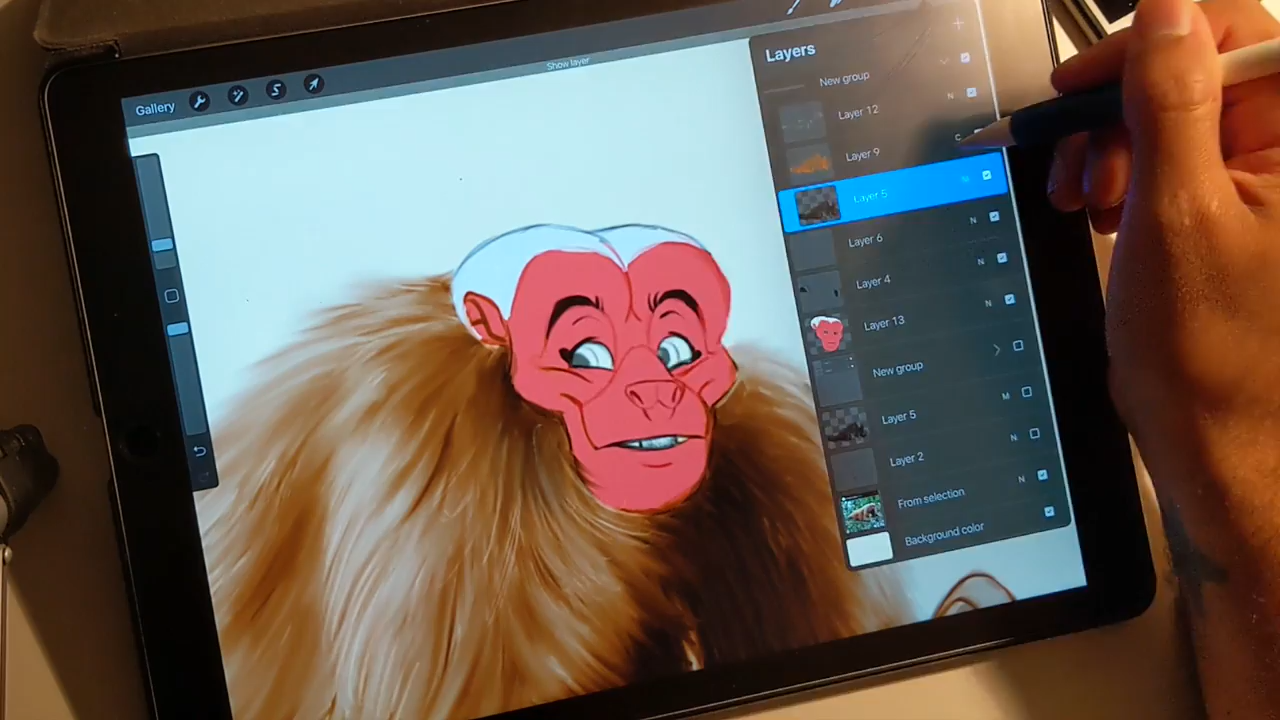 Gallery
Show layer
Layers
New group
Layer 12 N
Layer 9 C
Layer 5 M
Layer 6 N
Layer 4 N
Layer 13 N
New group
Layer 5 M
Layer 2 N
From selection N
Background color